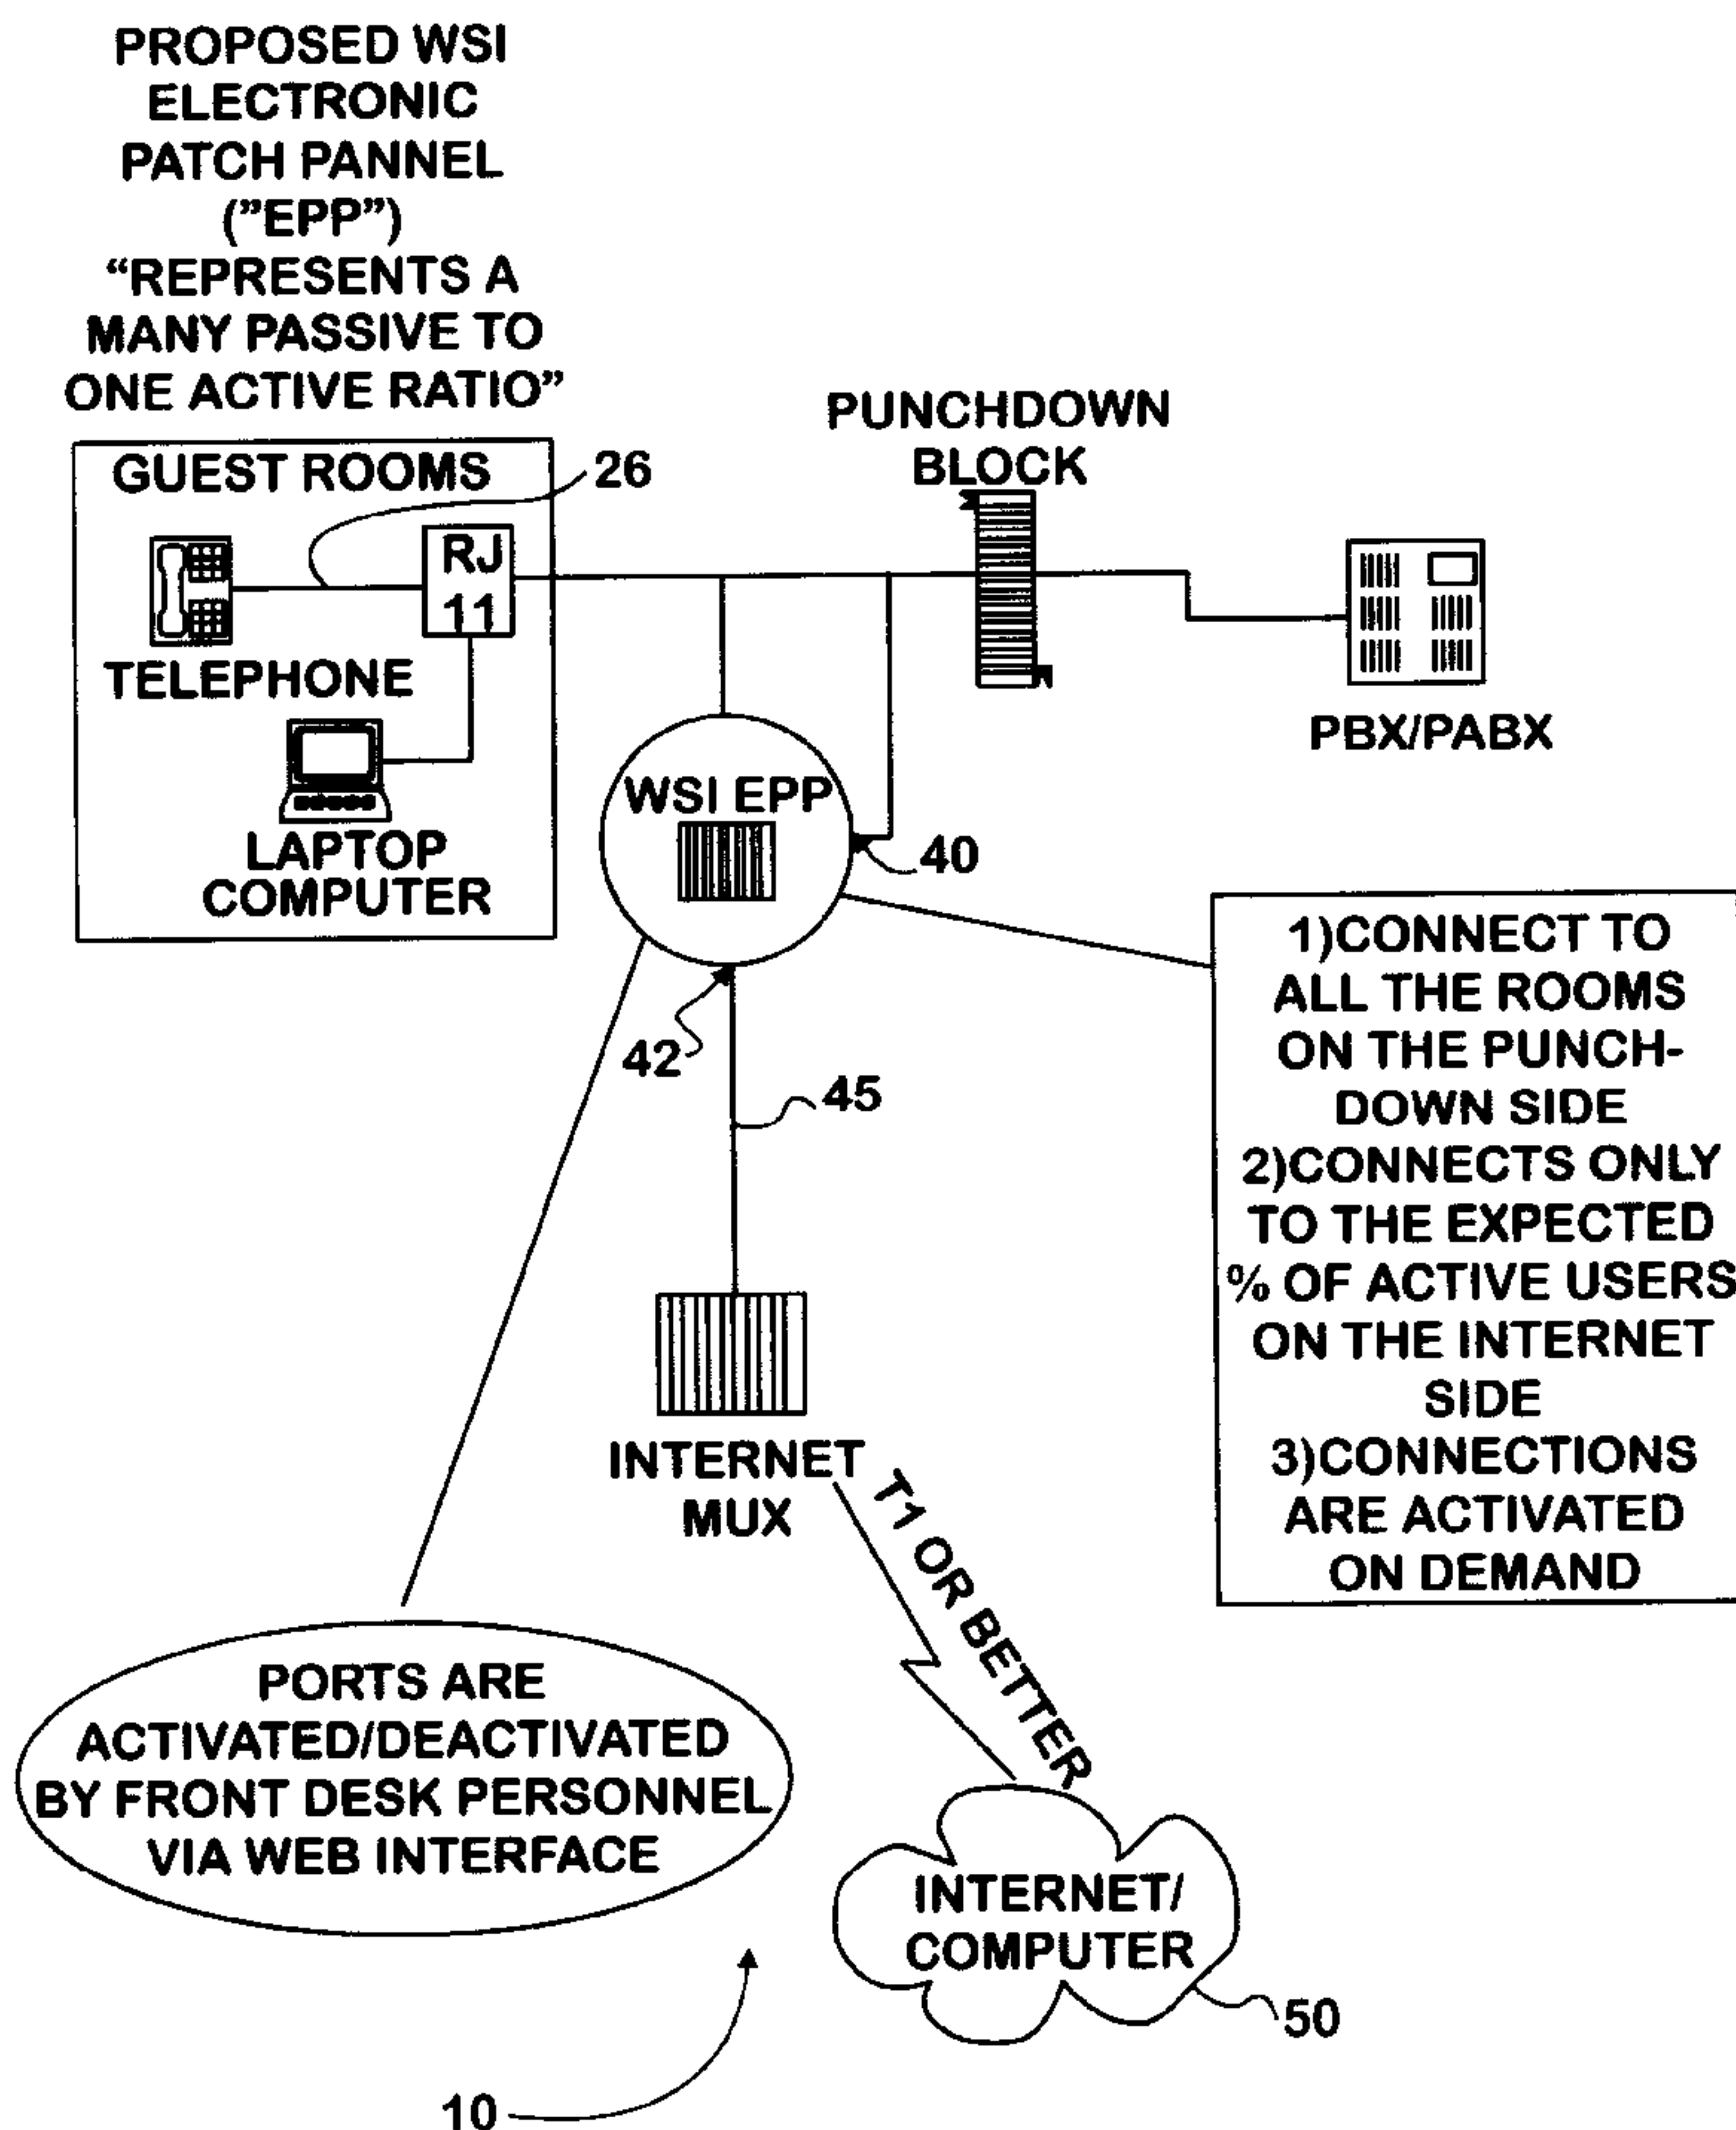 PROPOSED WSI
ELECTRONIC
PATCH PANNEL
("EPP")
“REPRESENTS A
MANY PASSIVE TO
ONE ACTIVE RATIO”
GUEST ROOMS
26
RJ
11
TELEPHONE
LAPTOP
COMPUTER
PUNCHDOWN
BLOCK
PBX/PABX
WSI EPP
40
42
45
1)CONNECT TO
ALL THE ROOMS
ON THE PUNCH-
DOWN SIDE
2)CONNECTS ONLY
TO THE EXPECTED
% OF ACTIVE USERS
ON THE INTERNET
SIDE
3)CONNECTIONS
ARE ACTIVATED
ON DEMAND
INTERNET
MUX
T1 OR BETTER
PORTS ARE
ACTIVATED/DEACTIVATED
BY FRONT DESK PERSONNEL
VIA WEB INTERFACE
INTERNET/
COMPUTER
50
10